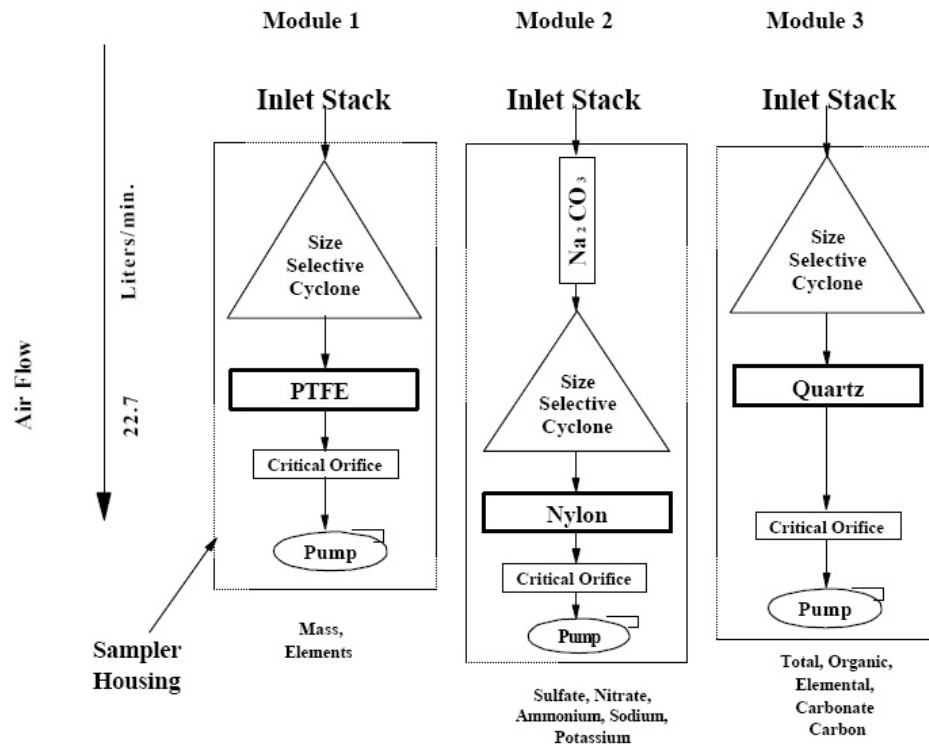 Module 1
Module 2
Module 3
Inlet Stack
Inlet Stack
Inlet Stack
Air Flow
22.7 Liters/min.
Size
Selective
Cyclone
PTFE
Critical Orifice
Pump
Mass,
Elements
Sampler
Housing
Na₂CO₃
Size
Selective
Cyclone
Nylon
Critical Orifice
Pump
Sulfate, Nitrate,
Ammonium, Sodium,
Potassium
Size
Selective
Cyclone
Quartz
Critical Orifice
Pump
Total, Organic,
Elemental,
Carbonate
Carbon